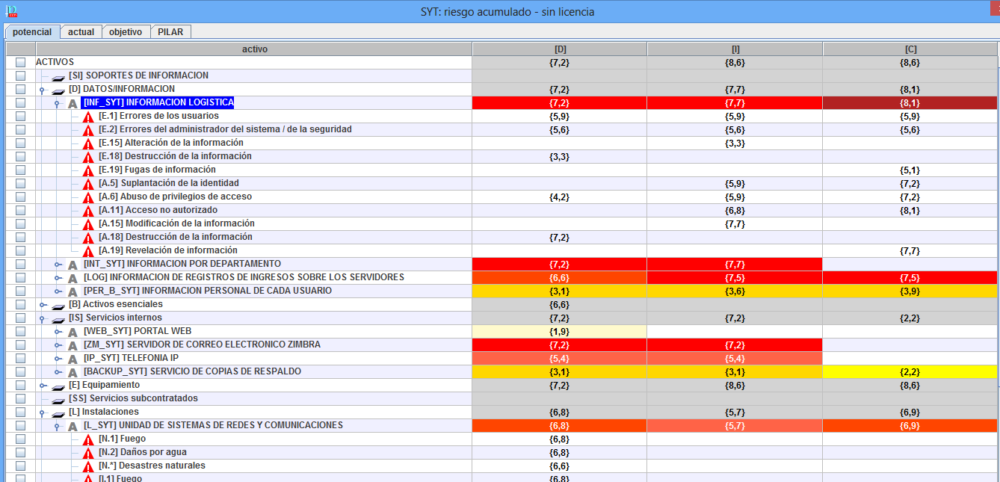 SYT: riesgo acumulado - sin licencia
potencial actual objetivo PILAR
activo [D] [I] [C]
ACTIVOS {7,2} {8,6} {8,6}
[SI] SOPORTES DE INFORMACION
[D] DATOS/INFORMACION {7,2} {7,7} {8,1}
A [INF_SYT] INFORMACION LOGISTICA {7,2} {7,7} {8,1}
[E.1] Errores de los usuarios {5,9} {5,9} {5,9}
[E.2] Errores del administrador del sistema / de la seguridad {5,6} {5,6} {5,6}
[E.15] Alteración de la información {3,3}
[E.18] Destrucción de la información {3,3}
[E.19] Fugas de información {5,1}
[A.5] Suplantación de la identidad {5,9} {7,2}
[A.6] Abuso de privilegios de acceso {4,2} {5,9} {7,2}
[A.11] Acceso no autorizado {6,8} {8,1}
[A.15] Modificación de la información {7,7}
[A.18] Destrucción de la información {7,2}
[A.19] Revelación de información {7,7}
A [INT_SYT] INFORMACION POR DEPARTAMENTO {7,2} {7,7}
A [LOG] INFORMACION DE REGISTROS DE INGRESOS SOBRE LOS SERVIDORES {6,6} {7,5} {7,5}
A [PER_B_SYT] INFORMACION PERSONAL DE CADA USUARIO {3,1} {3,6} {3,9}
[B] Activos esenciales {6,6}
[IS] Servicios internos {7,2} {7,2} {2,2}
A [WEB_SYT] PORTAL WEB {1,9}
A [ZM_SYT] SERVIDOR DE CORREO ELECTRONICO ZIMBRA {7,2} {7,2}
A [IP_SYT] TELEFONIA IP {5,4} {5,4}
A [BACKUP_SYT] SERVICIO DE COPIAS DE RESPALDO {3,1} {3,1} {2,2}
[E] Equipamiento {7,2} {8,6} {8,6}
[SS] Servicios subcontratados
[L] Instalaciones {6,8} {5,7} {6,9}
A [L_SYT] UNIDAD DE SISTEMAS DE REDES Y COMUNICACIONES {6,8} {5,7} {6,9}
[N.1] Fuego {6,8}
[N.2] Daños por agua {6,8}
[N.*] Desastres naturales {6,6}
[I.1] Fuego {6,8}